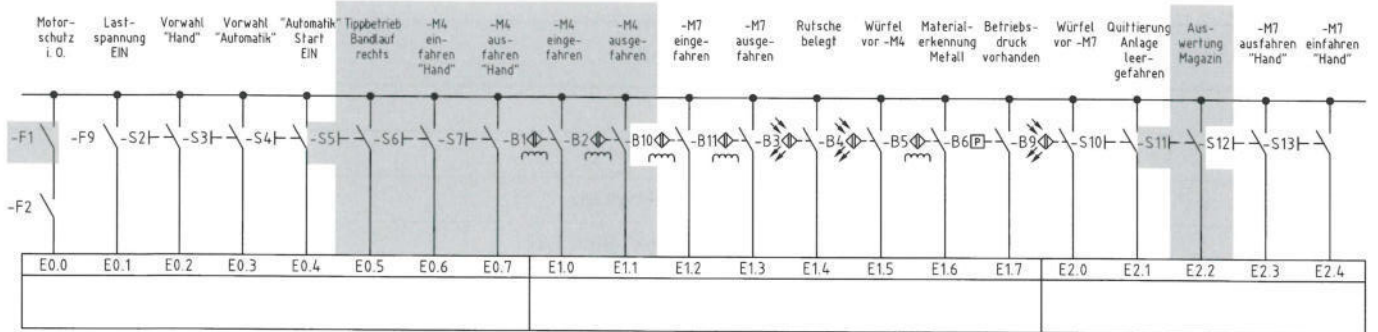 Motor-
schutz
i. O.
Last-
spannung
EIN
Vorwahl
"Hand"
Vorwahl
"Automatik"
"Automatik"
Start
EIN
Tippbetrieb
Bandlauf
rechts
-M4
ein-
fahren
"Hand"
-M4
aus-
fahren
"Hand"
-M4
einge-
fahren
-M4
ausge-
fahren
-M7
einge-
fahren
-M7
ausge-
fahren
Rutsche
belegt
Würfel
vor -M4
Material-
erkennung
Metall
Betriebs-
druck
vorhanden
Würfel
vor -M7
Quittierung
Anlage
leer-
gefahren
Aus-
wertung
Magazin
-M7
ausfahren
"Hand"
-M7
einfahren
"Hand"
-F1 -F9 -S2 -S3 -S4 -S5 -S6 -S7 -B1 -B2 -B10 -B11 -B3 -B4 -B5 -B6 P -B9 -S10 -S11 -S12 -S13
-F2
E0.0 E0.1 E0.2 E0.3 E0.4 E0.5 E0.6 E0.7 E1.0 E1.1 E1.2 E1.3 E1.4 E1.5 E1.6 E1.7 E2.0 E2.1 E2.2 E2.3 E2.4